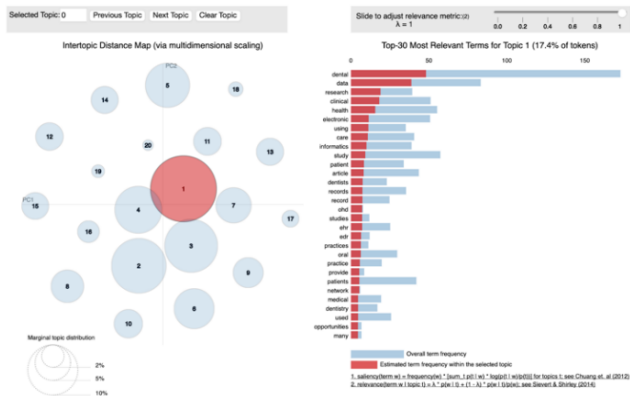 Selected Topic: 0 Previous Topic Next Topic Clear Topic
Slide to adjust relevance metric:(2)
λ = 1
0.0 0.2 0.4 0.6 0.8 1
Intertopic Distance Map (via multidimensional scaling)
PC2
PC1
5
18
14
12
20
11
13
19
1
15
4
7
17
16
3
2
9
8
6
10
Marginal topic distribution
2%
5%
10%
Top-30 Most Relevant Terms for Topic 1 (17.4% of tokens)
0 50 100 150
dental
data
research
clinical
health
electronic
using
care
informatics
study
patient
article
dentists
records
record
ohd
studies
ehr
edr
practices
oral
practice
provide
patients
network
medical
dentistry
used
opportunities
many
Overall term frequency
Estimated term frequency within the selected topic
1. saliency(term w) = frequency(w) * [sum_t p(t | w) * log(p(t | w)/p(t))] for topics t; see Chuang et. al (2012)
2. relevance(term w | topic t) = λ * p(w | t) + (1 - λ) * p(w | t)/p(w); see Sievert & Shirley (2014)